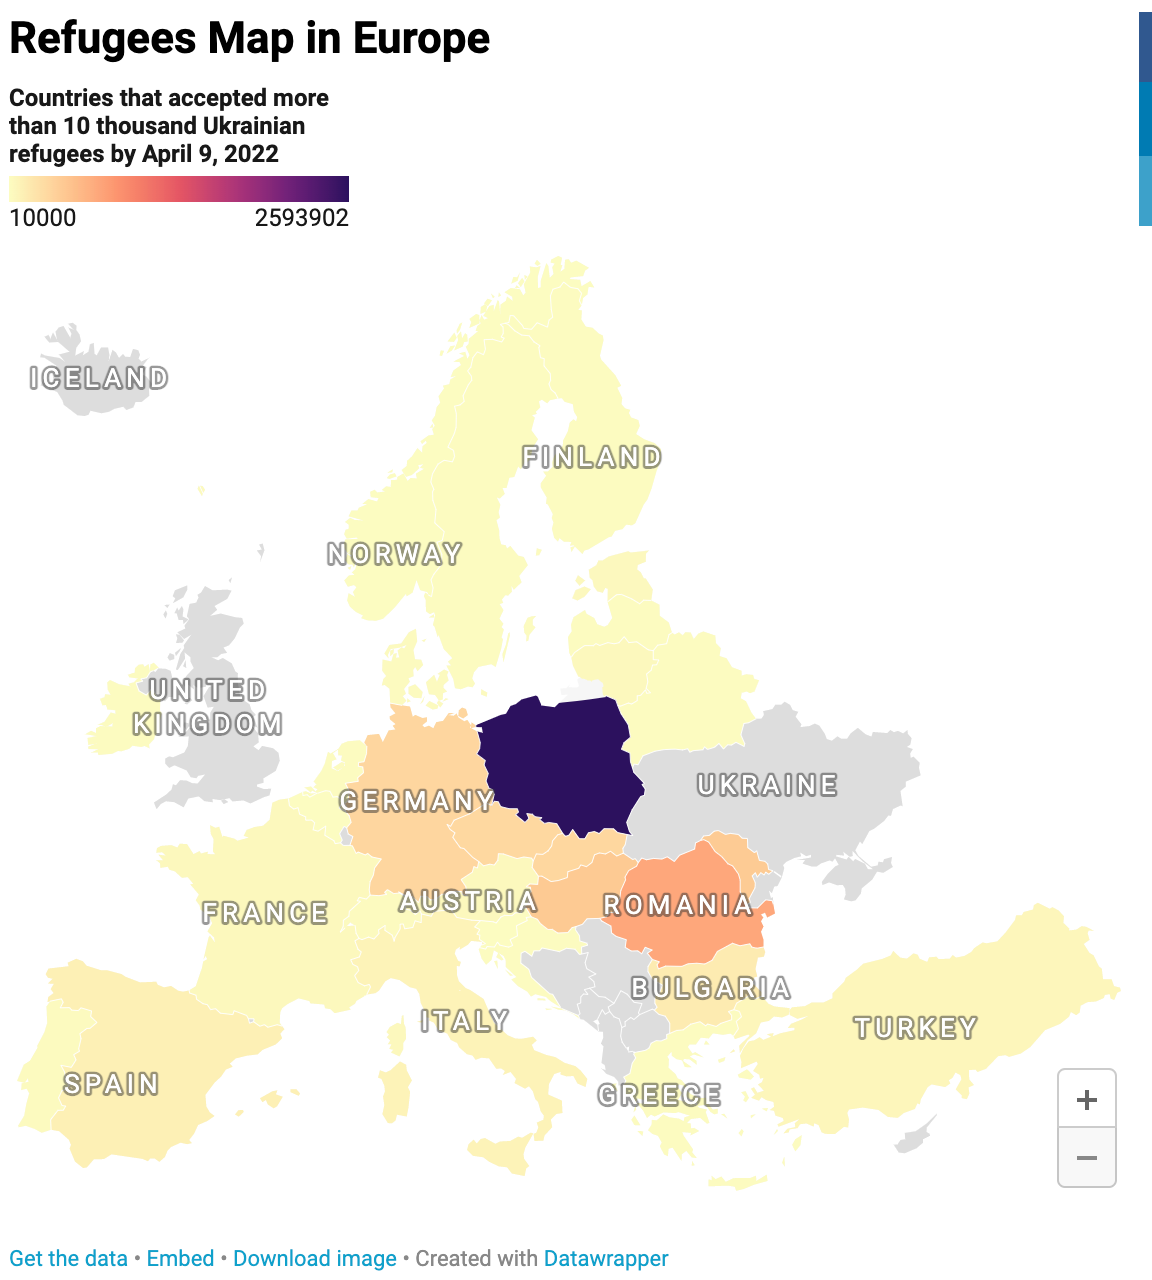 Refugees Map in Europe
Countries that accepted more
than 10 thousand Ukrainian
refugees by April 9, 2022
10000 2593902
ICELAND
FINLAND
NORWAY
UNITED
KINGDOM
UKRAINE
GERMANY
AUSTRIA
ROMANIA
FRANCE
BULGARIA
ITALY
TURKEY
SPAIN
GREECE
+
−
Get the data • Embed • Download image • Created with Datawrapper